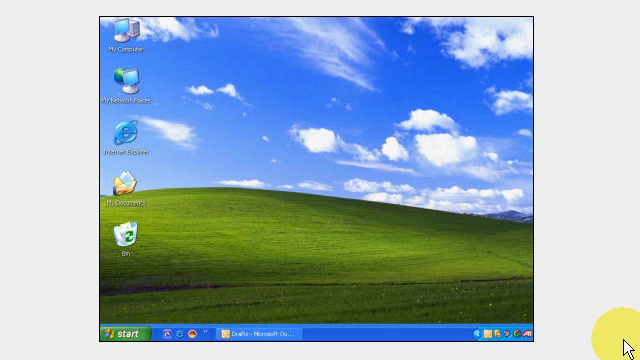 My Computer
My Network Places
Internet Explorer
My Documents
Bin
start
Drafts - Microsoft Ou...